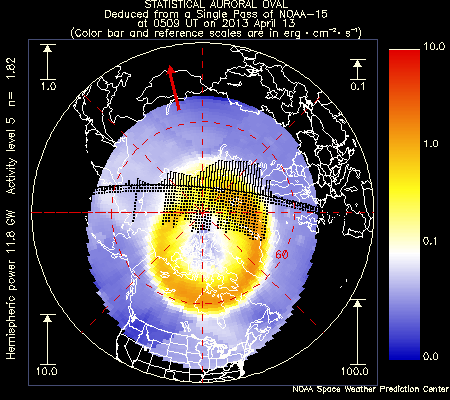 STATISTICAL AURORAL OVAL
Deduced from a Single Pass of NOAA-15
at 0509 UT on 2013 April 13
(Color bar and reference scales are in erg·cm⁻²·s⁻¹)
Hemispheric power 11.8 GW Activity level 5 n= 1.82
1.0
0.1
10.0
100.0
60
10.0
1.0
0.1
0.0
NOAA Space Weather Prediction Center